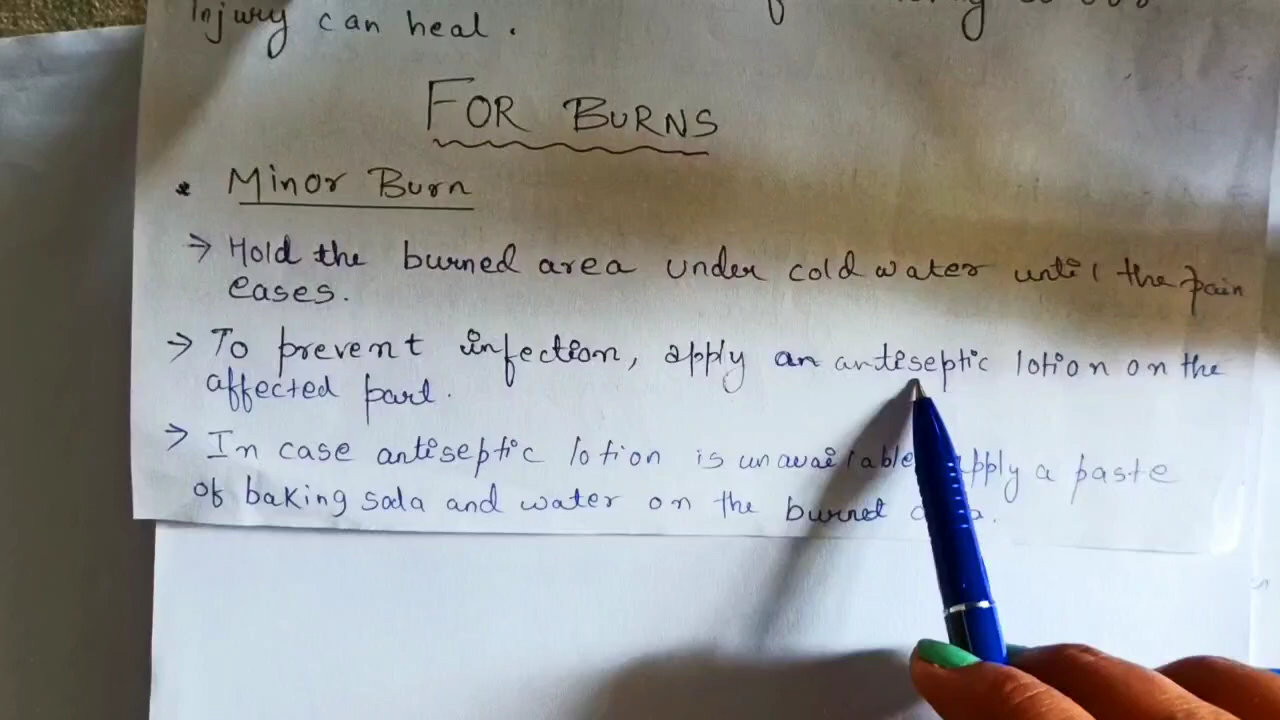 Injury can heal.
FOR BURNS
* Minor Burn
→ Hold the burned area under cold water until the pain
eases.
→ To prevent infection, apply an antiseptic lotion on the
affected part.
→ In case antiseptic lotion is unavailable apply a paste
of baking soda and water on the